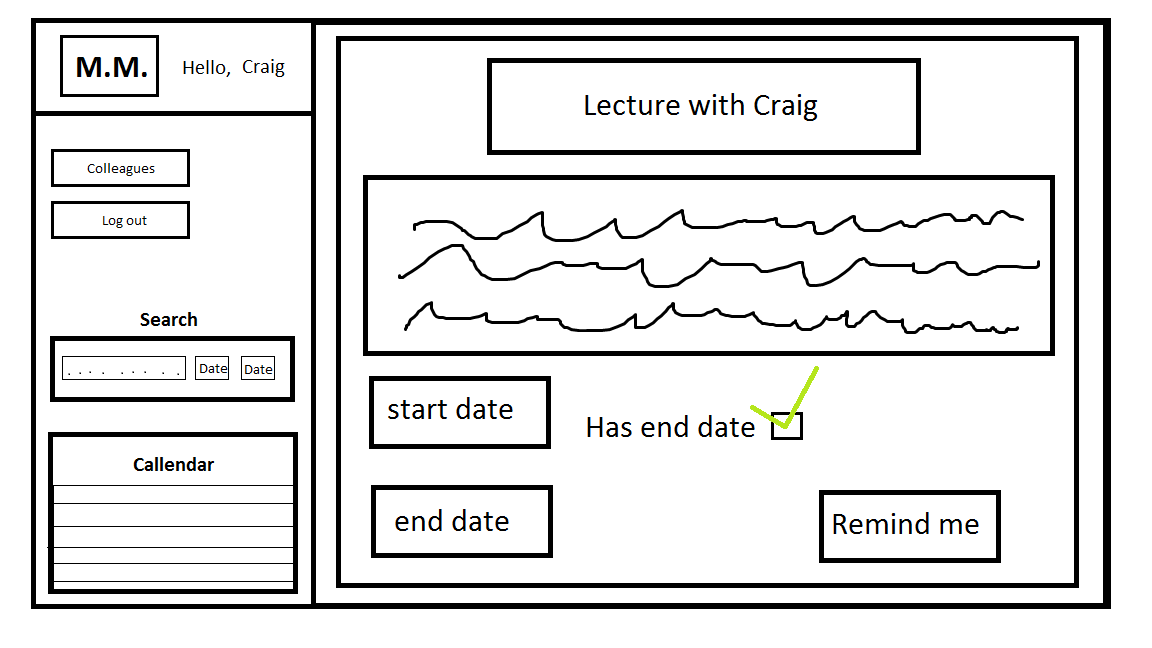 M.M.
Hello, Craig
Colleagues
Log out
Search
. . . . . . . . . Date Date
Callendar
Lecture with Craig
start date
Has end date
end date
Remind me